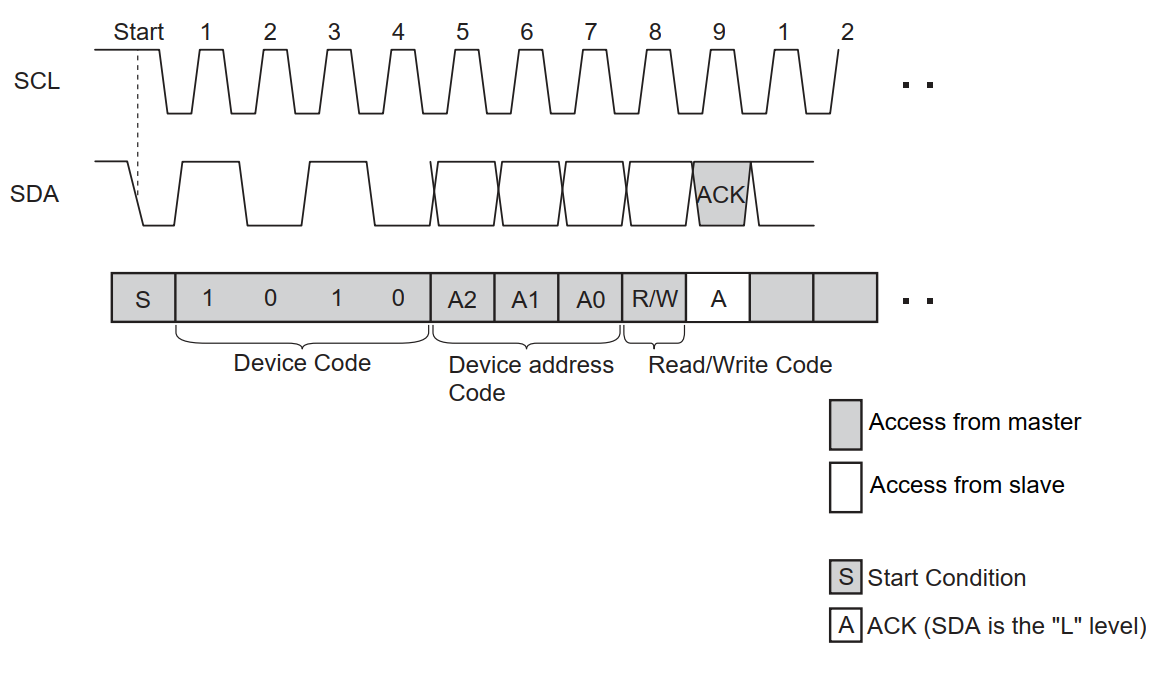 Start 1 2 3 4 5 6 7 8 9 1 2
SCL
SDA
ACK
S 1 0 1 0 A2 A1 A0 R/W A
Device Code
Device address
Code
Read/Write Code
Access from master
Access from slave
S Start Condition
A ACK (SDA is the "L" level)